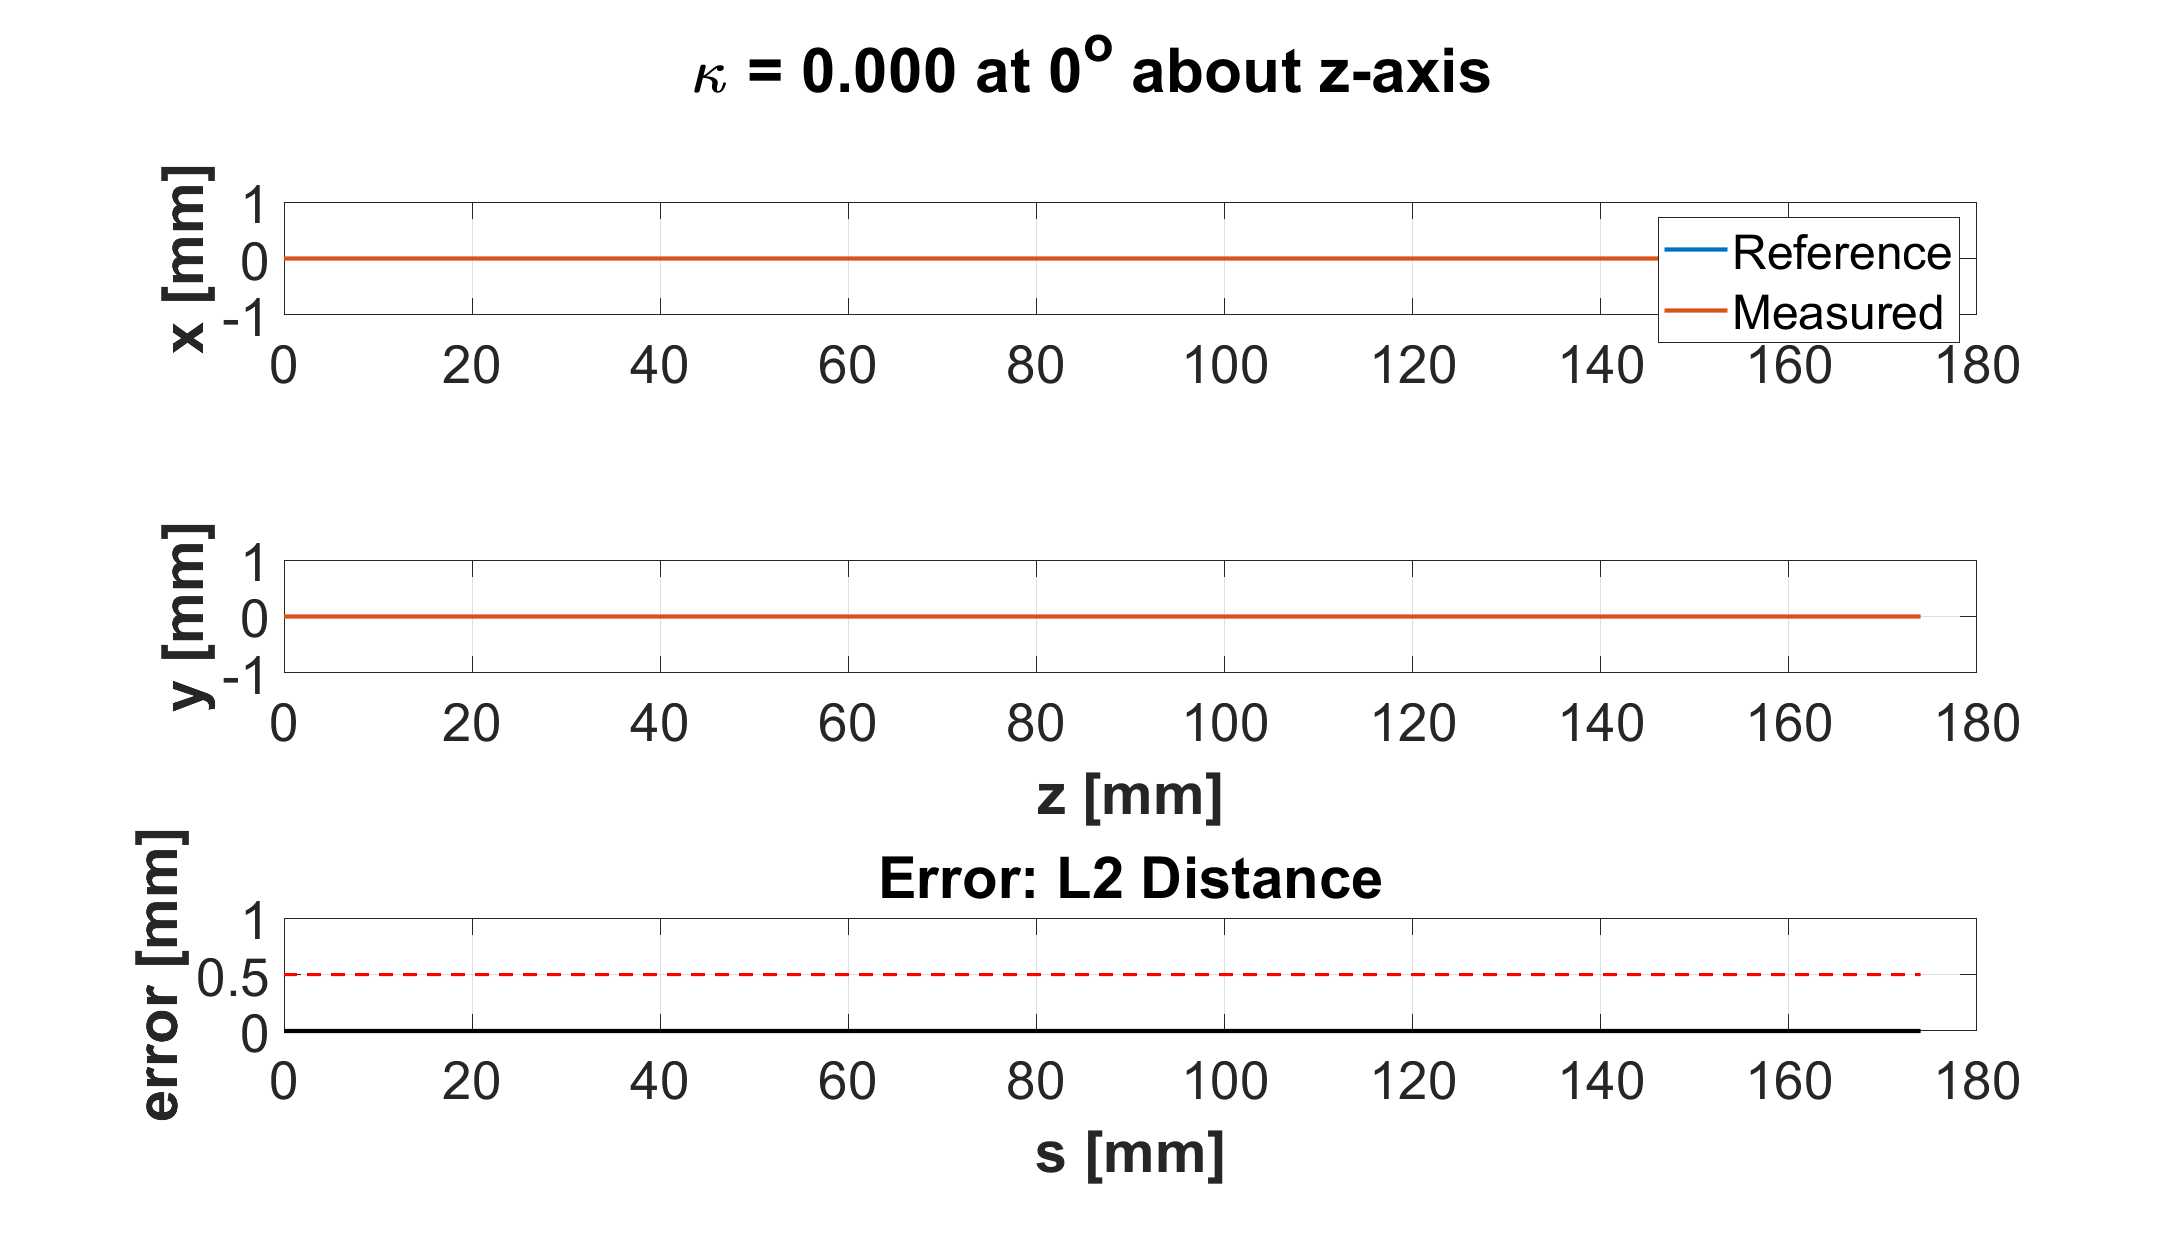 κ = 0.000 at 0° about z-axis
x [mm]
1
0
-1
Reference
Measured
0 20 40 60 80 100 120 140 160 180
y [mm]
1
0
-1
0 20 40 60 80 100 120 140 160 180
z [mm]
Error: L2 Distance
error [mm]
1
0.5
0
0 20 40 60 80 100 120 140 160 180
s [mm]